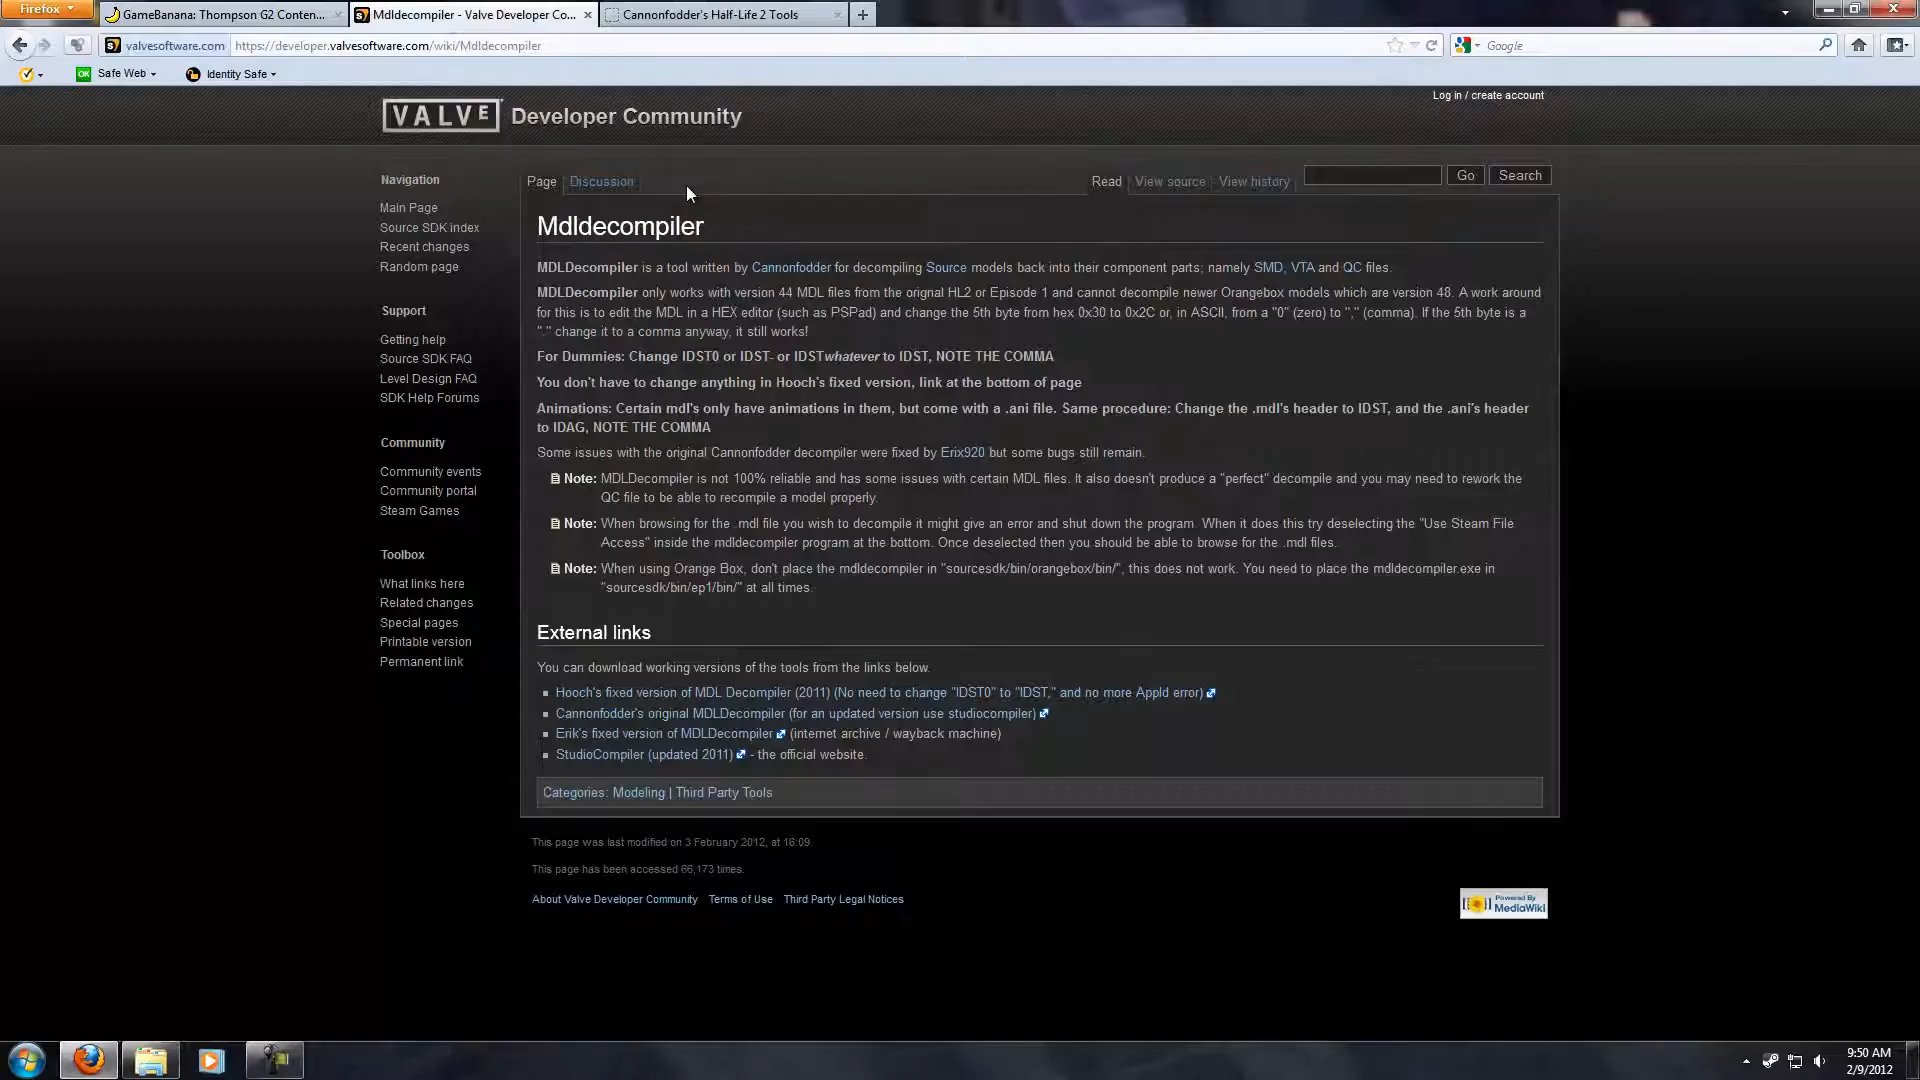 Firefox
GameBanana: Thompson G2 Conten...
Mdldecompiler - Valve Developer Co...
Cannonfodder's Half-Life 2 Tools
valvesoftware.com
https://developer.valvesoftware.com/wiki/Mdldecompiler
Google
OK Safe Web
Identity Safe
Log in / create account
VALVE Developer Community
Navigation
Main Page
Source SDK index
Recent changes
Random page
Support
Getting help
Source SDK FAQ
Level Design FAQ
SDK Help Forums
Community
Community events
Community portal
Steam Games
Toolbox
What links here
Related changes
Special pages
Printable version
Permanent link
Page Discussion Read View source View history Go Search
Mdldecompiler
MDLDecompiler is a tool written by Cannonfodder for decompiling Source models back into their component parts; namely SMD, VTA and QC files.
MDLDecompiler only works with version 44 MDL files from the orignal HL2 or Episode 1 and cannot decompile newer Orangebox models which are version 48. A work around
for this is to edit the MDL in a HEX editor (such as PSPad) and change the 5th byte from hex 0x30 to 0x2C or, in ASCII, from a "0" (zero) to "," (comma). If the 5th byte is a
"." change it to a comma anyway, it still works!
For Dummies: Change IDST0 or IDST- or IDSTwhatever to IDST, NOTE THE COMMA
You don't have to change anything in Hooch's fixed version, link at the bottom of page
Animations: Certain mdl's only have animations in them, but come with a .ani file. Same procedure: Change the .mdl's header to IDST, and the .ani's header
to IDAG, NOTE THE COMMA
Some issues with the original Cannonfodder decompiler were fixed by Erix920 but some bugs still remain.
Note: MDLDecompiler is not 100% reliable and has some issues with certain MDL files. It also doesn't produce a "perfect" decompile and you may need to rework the
QC file to be able to recompile a model properly.
Note: When browsing for the .mdl file you wish to decompile it might give an error and shut down the program. When it does this try deselecting the "Use Steam File
Access" inside the mdldecompiler program at the bottom. Once deselected then you should be able to browse for the .mdl files.
Note: When using Orange Box, don't place the mdldecompiler in "sourcesdk/bin/orangebox/bin/", this does not work. You need to place the mdldecompiler.exe in
"sourcesdk/bin/ep1/bin/" at all times.
External links
You can download working versions of the tools from the links below.
Hooch's fixed version of MDL Decompiler (2011) (No need to change "IDST0" to "IDST," and no more AppId error)
Cannonfodder's original MDLDecompiler (for an updated version use studiocompiler)
Erik's fixed version of MDLDecompiler (internet archive / wayback machine)
StudioCompiler (updated 2011) - the official website.
Categories: Modeling | Third Party Tools
This page was last modified on 3 February 2012, at 16:09.
This page has been accessed 66,173 times.
About Valve Developer Community Terms of Use Third Party Legal Notices
Powered By
MediaWiki
9:50 AM
2/9/2012